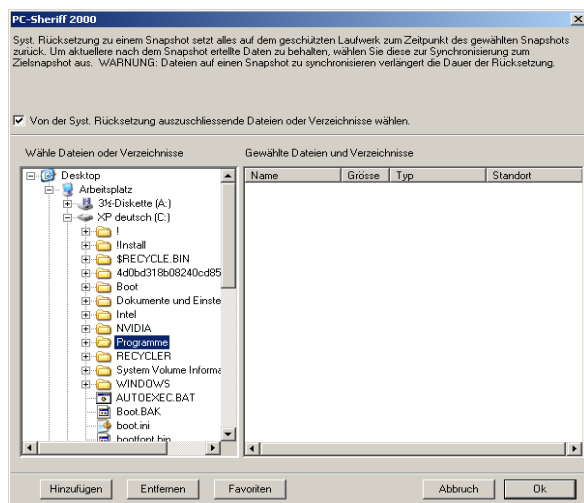 PC-Sheriff 2000
Syst. Rücksetzung zu einem Snapshot setzt alles auf dem geschützten Laufwerk zum Zeitpunkt des gewählten Snapshots
zurück. Um aktuellere nach dem Snapshot ertellte Daten zu behalten, wählen Sie diese zur Synchronisierung zum
Zielsnapshot aus. WARNUNG: Dateien auf einen Snapshot zu synchronisieren verlängert die Dauer der Rücksetzung.
Von der Syst. Rücksetzung auszuschliessende Dateien oder Verzeichnisse wählen.
Wähle Dateien oder Verzeichnisse
Gewählte Dateien und Verzeichnisse
Name Grösse Typ Standort
Desktop
Arbeitsplatz
3½-Diskette (A:)
XP deutsch (C:)
!
!Install
$RECYCLE.BIN
4d0bd318b08240cd85
Boot
Dokumente und Einste
Intel
NVIDIA
Programme
RECYCLER
System Volume Informa
WINDOWS
AUTOEXEC.BAT
Boot.BAK
boot.ini
bootfont.bin
Hinzufügen Entfernen Favoriten Abbruch Ok